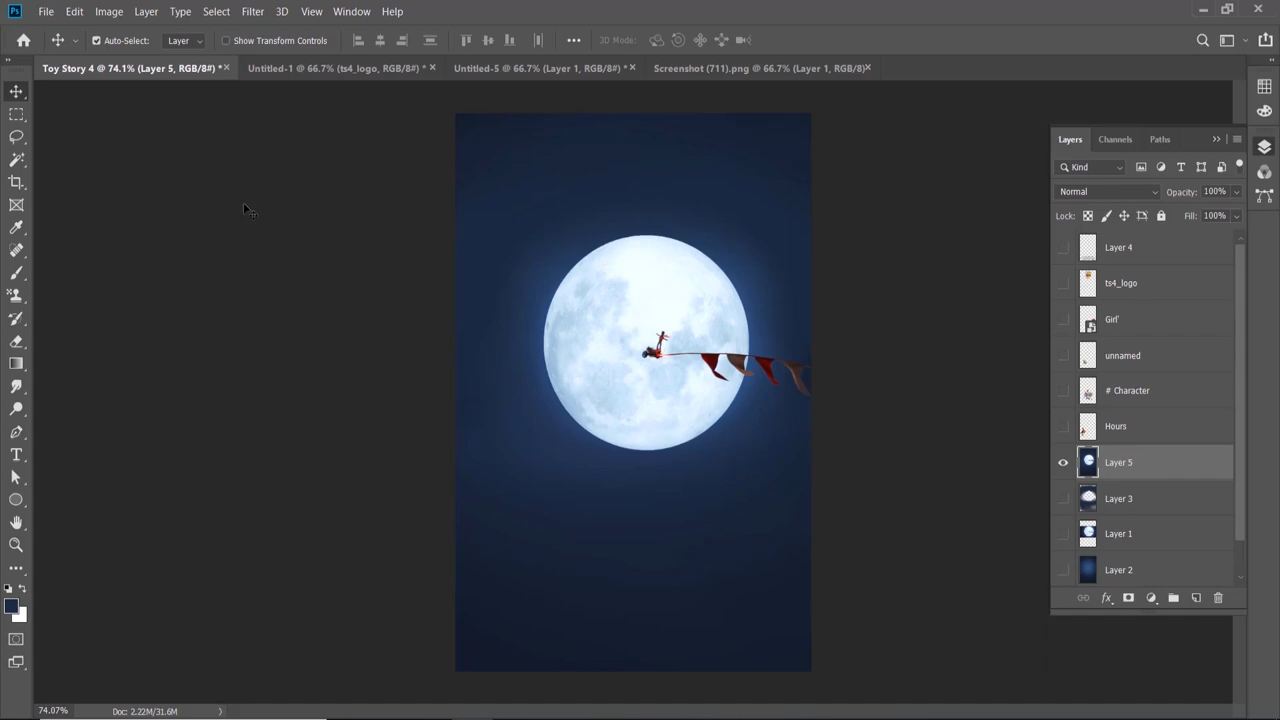 Ps File Edit Image Layer Type Select Filter 3D View Window Help
Auto-Select: Layer Show Transform Controls 3D Mode:
Toy Story 4 @ 74.1% (Layer 5, RGB/8#) * Untitled-1 @ 66.7% (ts4_logo, RGB/8#) * Untitled-5 @ 66.7% (Layer 1, RGB/8#) * Screenshot (711).png @ 66.7% (Layer 1, RGB/8)
Layers Channels Paths
Kind
Normal Opacity: 100%
Lock: Fill: 100%
Layer 4
ts4_logo
Girl'
unnamed
# Character
Hours
Layer 5
Layer 3
Layer 1
Layer 2
fx
74.07% Doc: 2.22M/31.6M